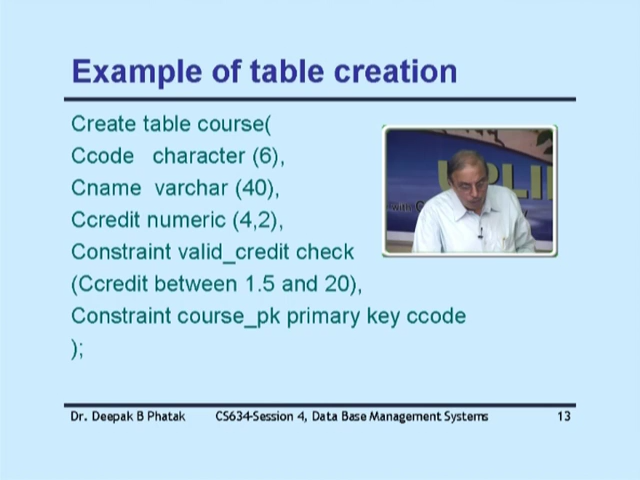 Example of table creation
Create table course(
Ccode character (6),
Cname varchar (40),
Ccredit numeric (4,2),
Constraint valid_credit check
(Ccredit between 1.5 and 20),
Constraint course_pk primary key ccode
);
UPLI
with
Dr. Deepak B Phatak CS634-Session 4, Data Base Management Systems 13